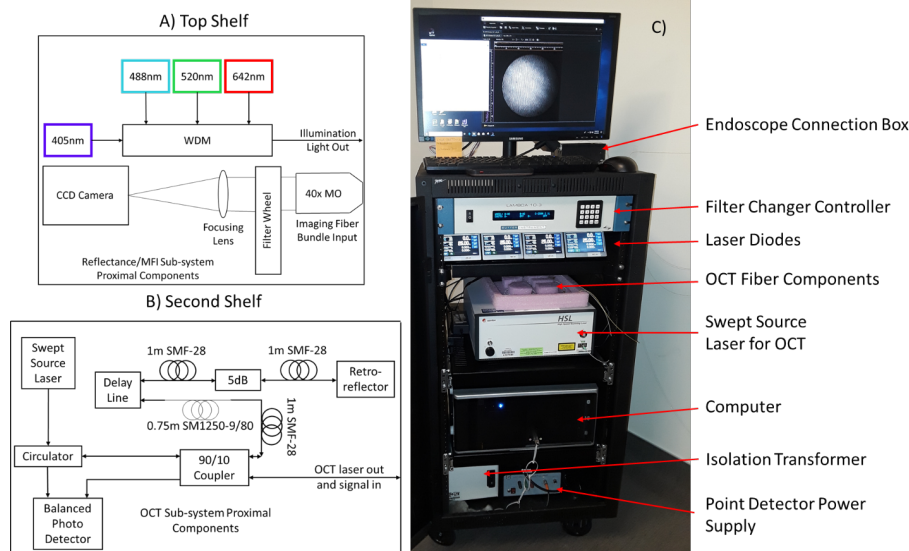 A) Top Shelf
488nm
520nm
642nm
405nm
WDM
Illumination
Light Out
CCD Camera
Focusing
Lens
Filter Wheel
40x MO
Imaging Fiber
Bundle Input
Reflectance/MFI Sub-system
Proximal Components
B) Second Shelf
Swept
Source
Laser
1m SMF-28
1m SMF-28
Delay
Line
5dB
Retro-
reflector
0.75m SM1250-9/80
1m
SMF-28
Circulator
90/10
Coupler
OCT laser out
and signal in
Balanced
Photo
Detector
OCT Sub-system Proximal
Components
C)
SAMSUNG
HSL
Endoscope Connection Box
Filter Changer Controller
Laser Diodes
OCT Fiber Components
Swept Source
Laser for OCT
Computer
Isolation Transformer
Point Detector Power
Supply